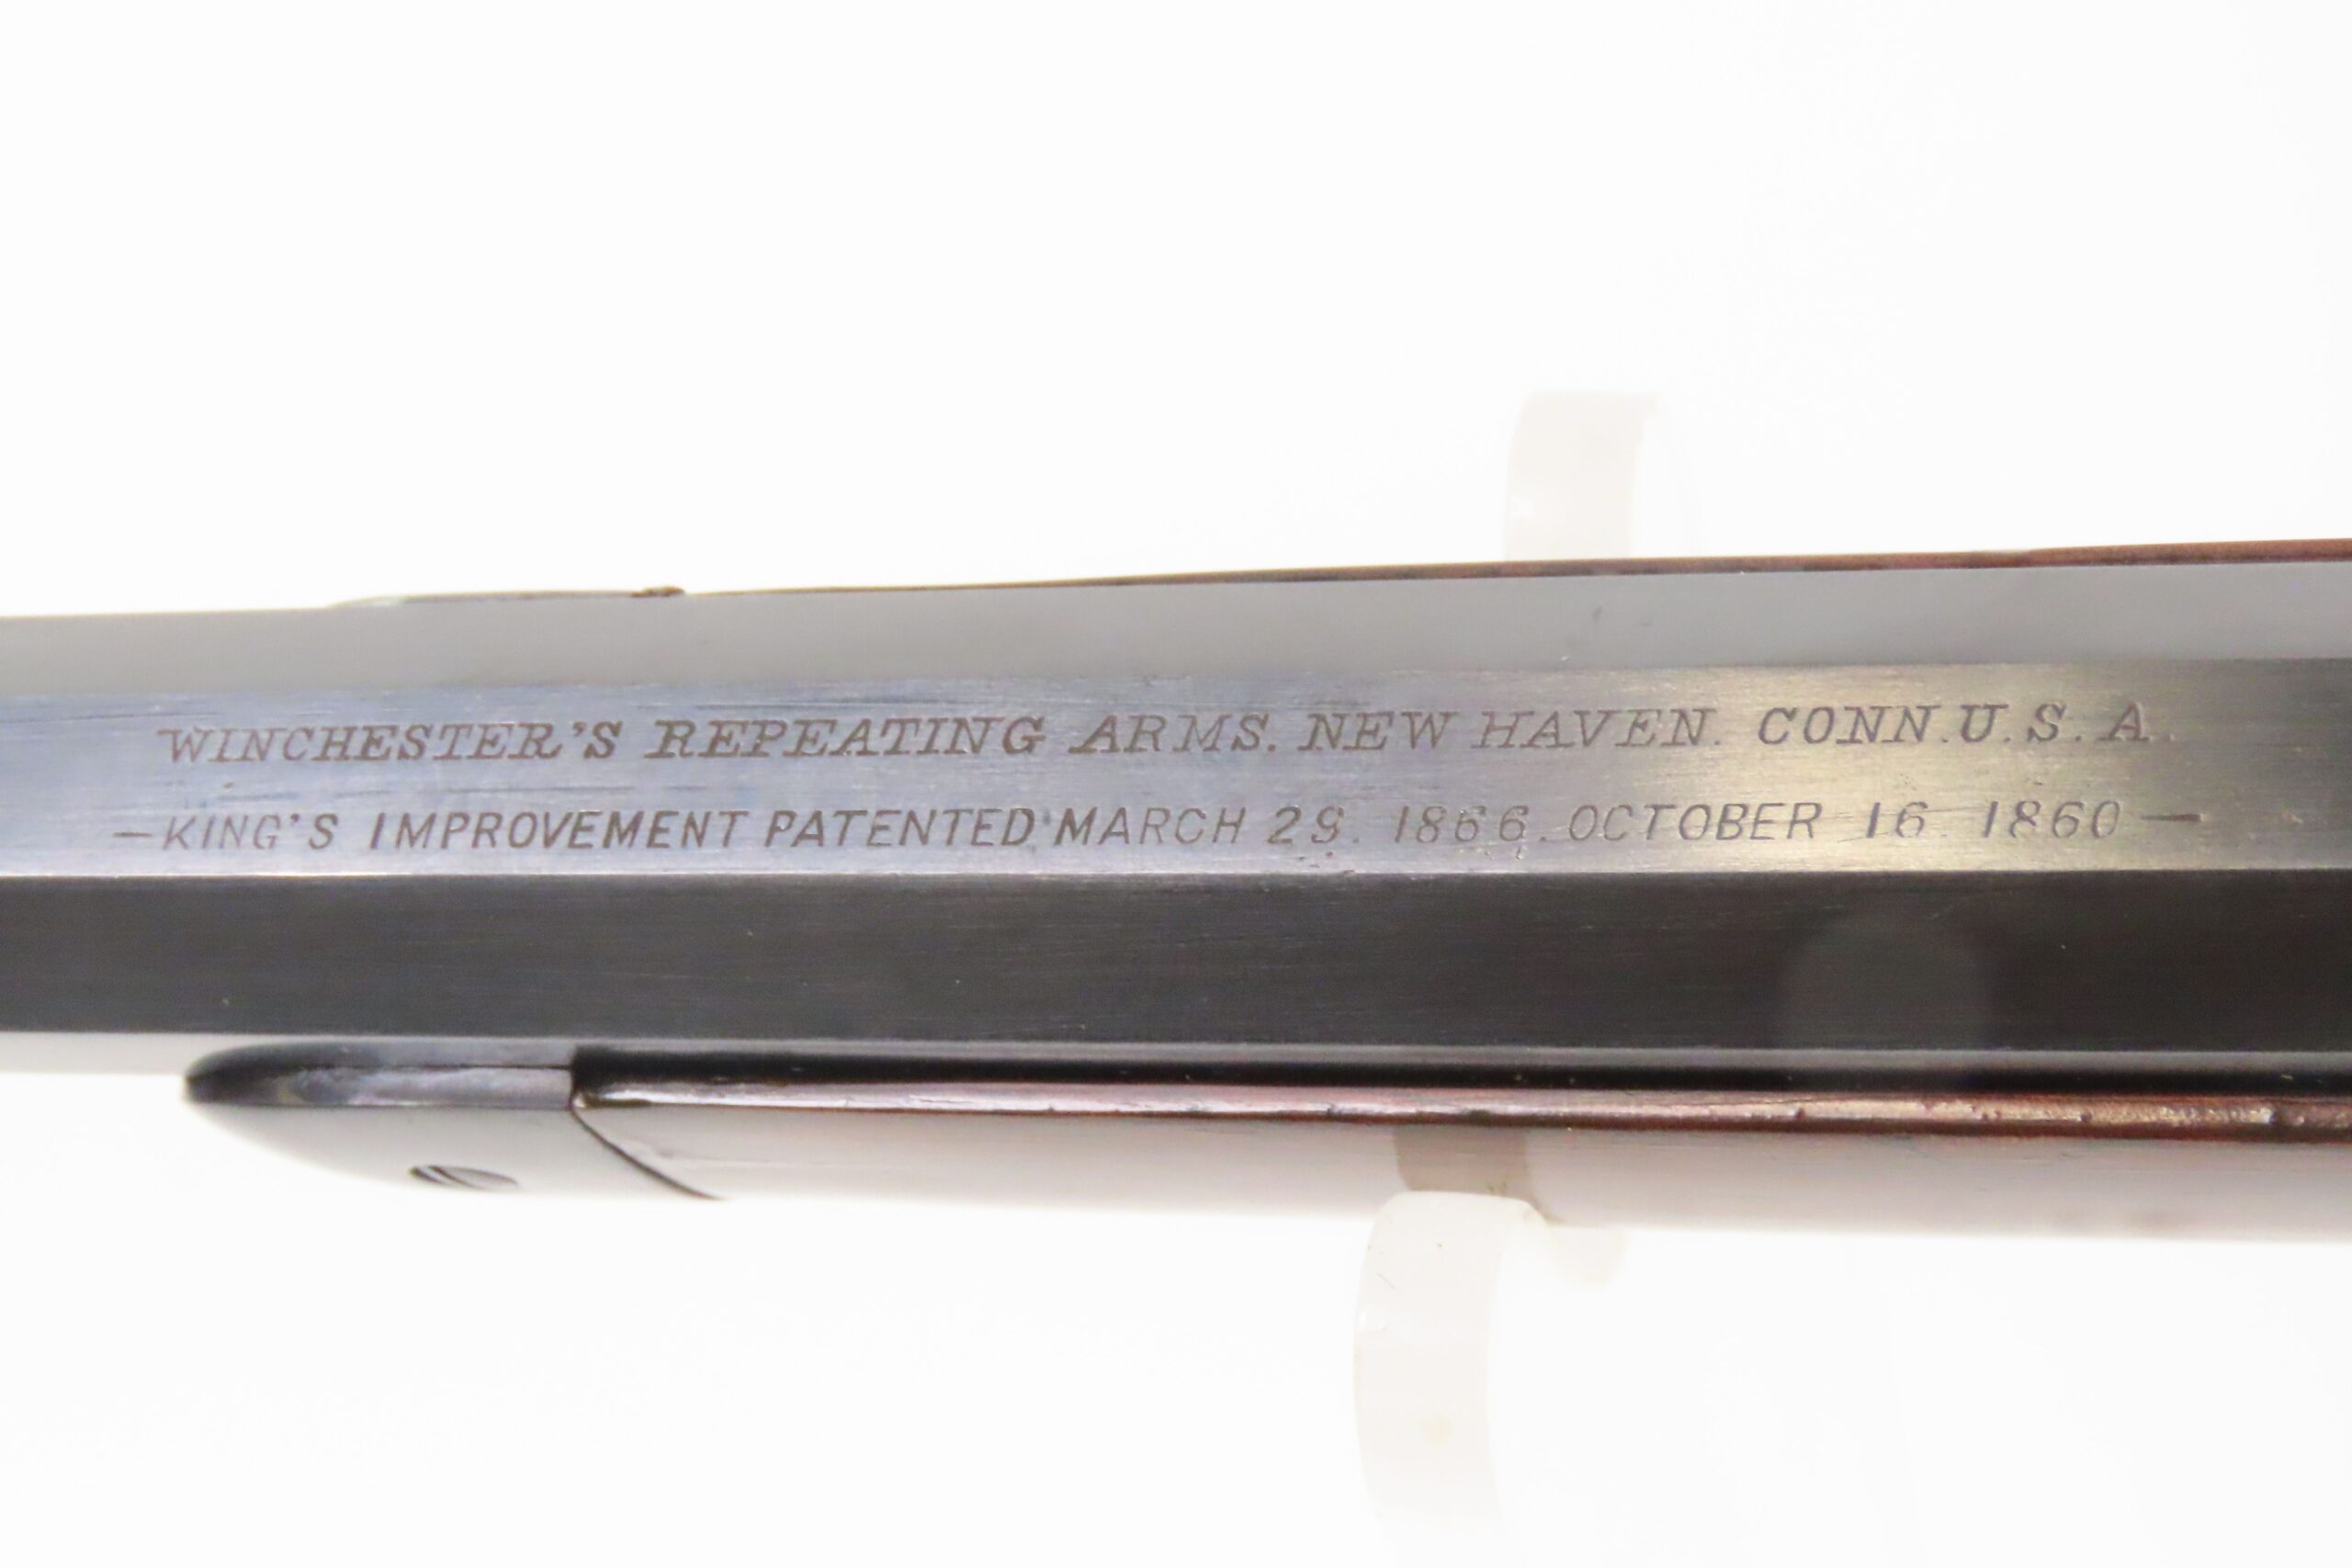 WINCHESTER'S REPEATING ARMS. NEW HAVEN. CONN. U.S.A.
—KING'S IMPROVEMENT PATENTED MARCH 29. 1866. OCTOBER 16. 1860—